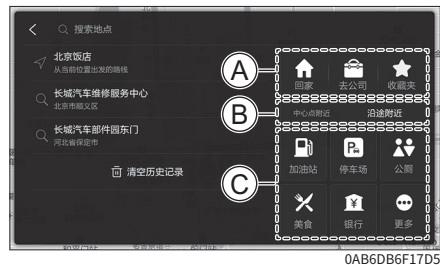 搜索地点
北京饭店
从当前位置出发的路线
长城汽车维修服务中心
北京市顺义区
长城汽车部件园东门
河北省保定市
清空历史记录
A
回家 去公司 收藏夹
B
中心点附近 沿途附近
C
加油站 停车场 公厕
美食 银行 更多
0AB6DB6F17D5